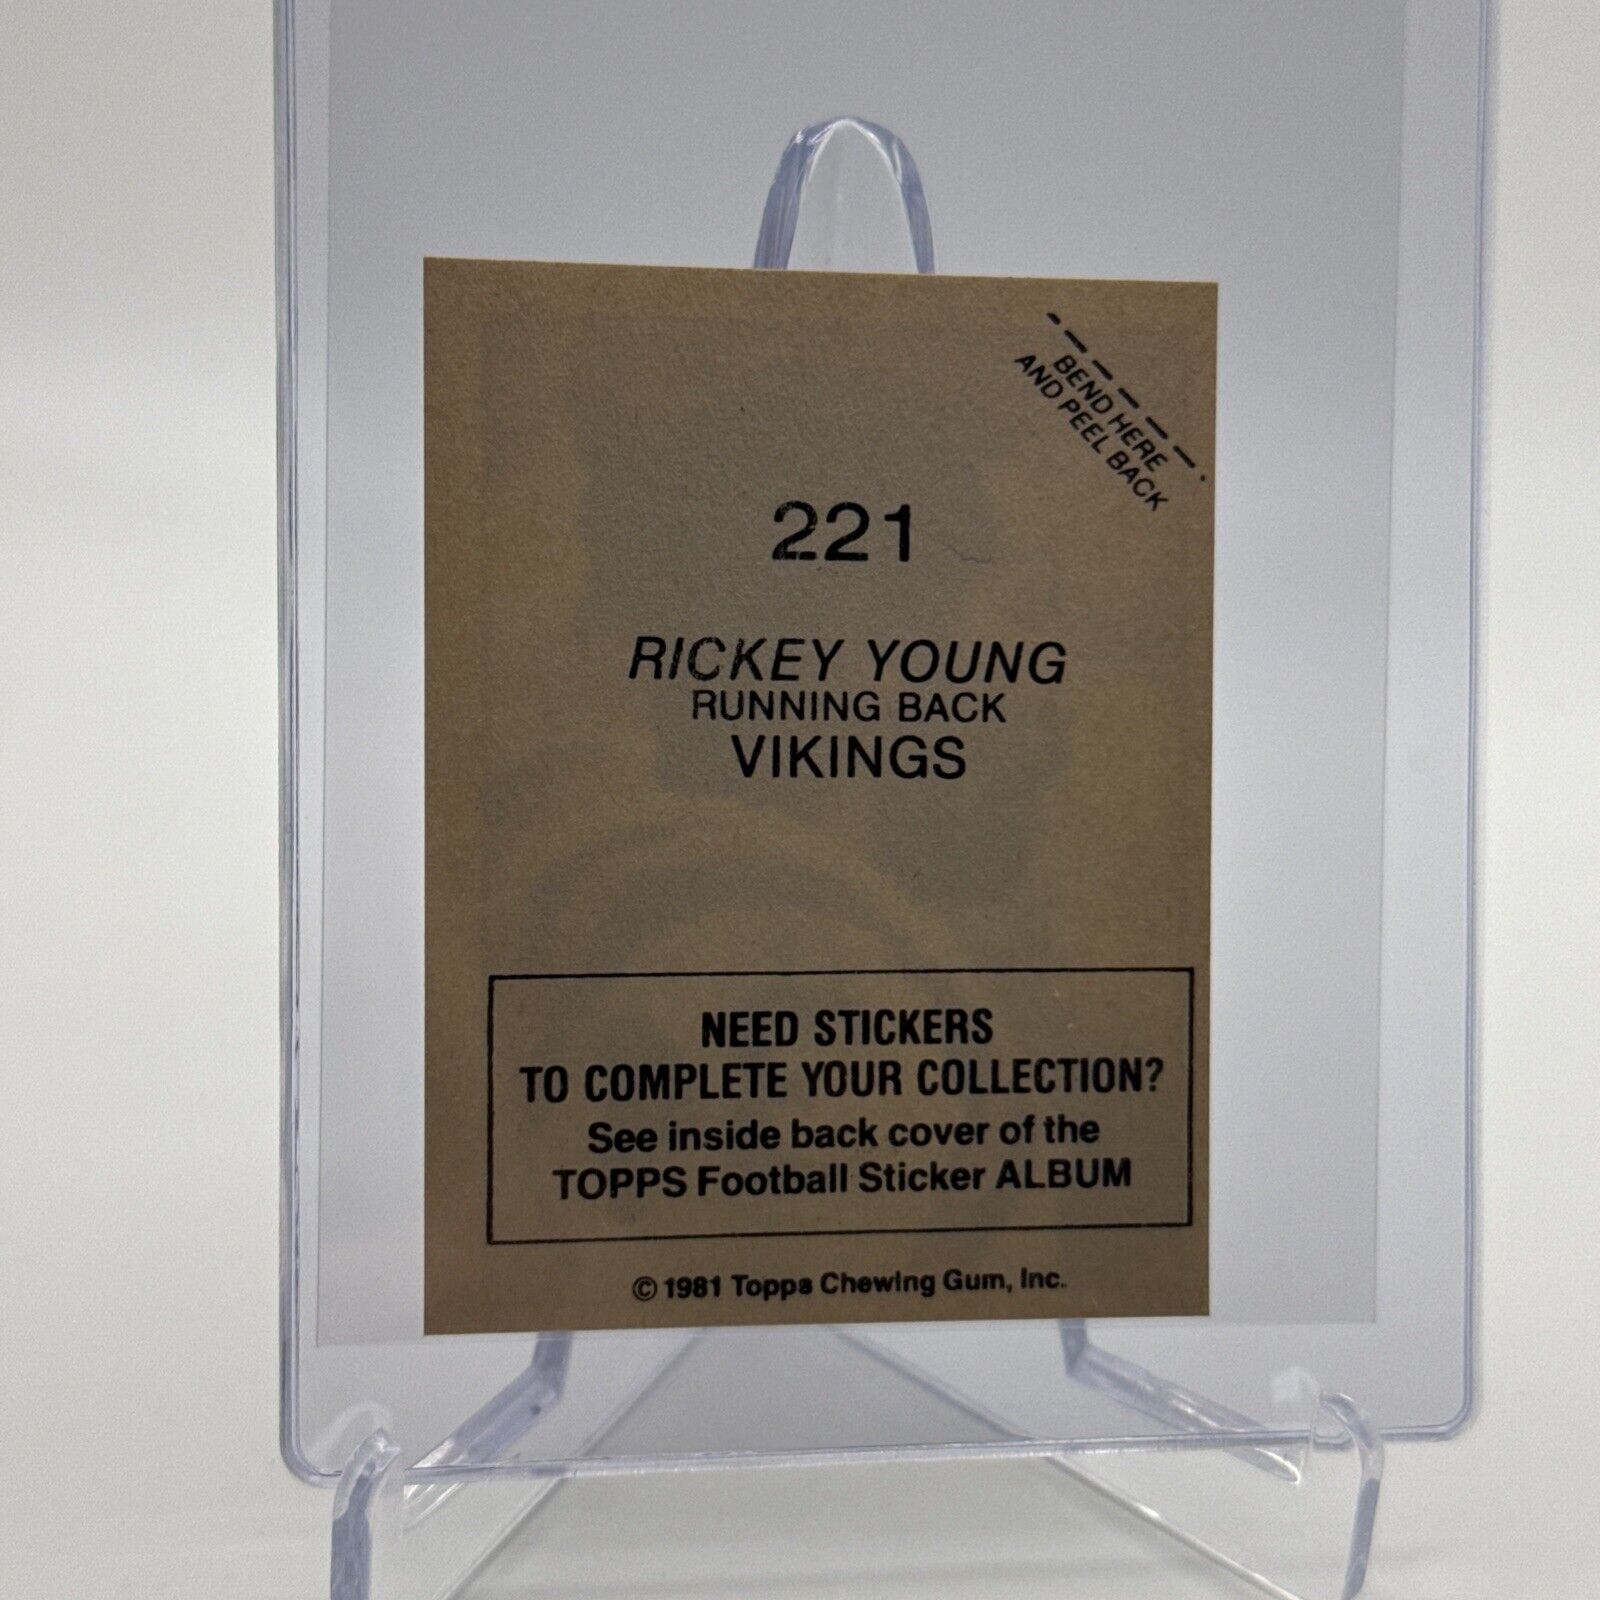 BEND HERE
AND PEEL BACK
221
RICKEY YOUNG
RUNNING BACK
VIKINGS
NEED STICKERS
TO COMPLETE YOUR COLLECTION?
See inside back cover of the
TOPPS Football Sticker ALBUM
© 1981 Topps Chewing Gum, Inc.